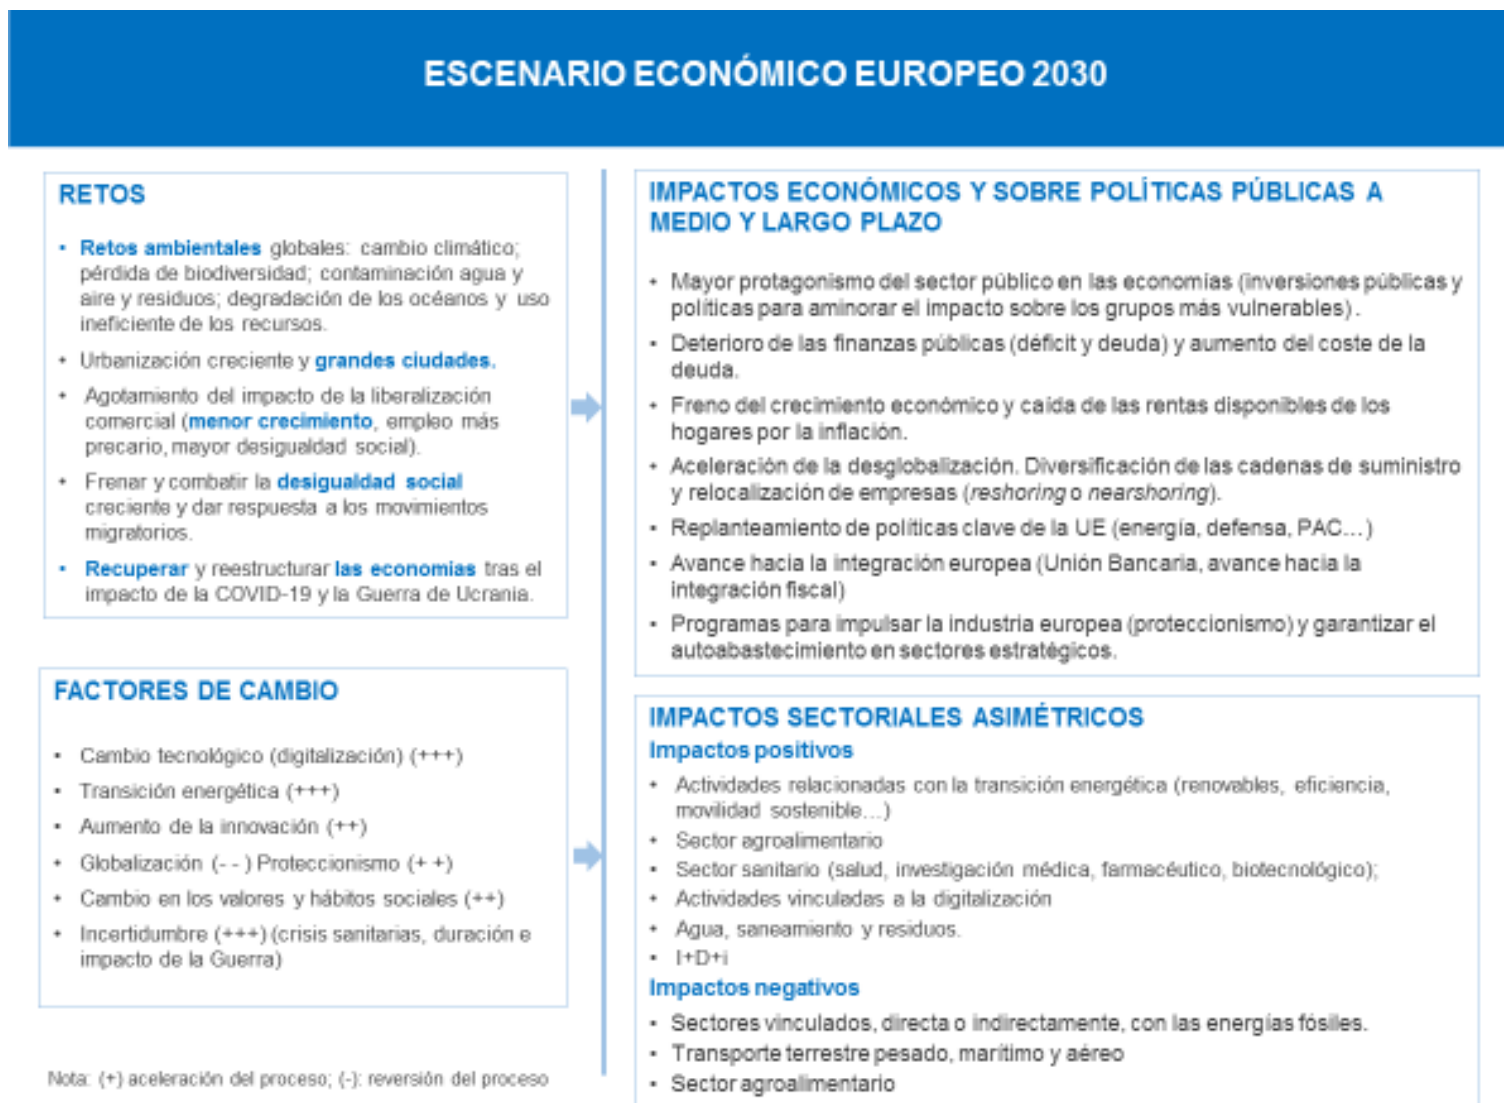 ESCENARIO ECONÓMICO EUROPEO 2030
RETOS
• Retos ambientales globales: cambio climático;
pérdida de biodiversidad; contaminación agua y
aire y residuos; degradación de los océanos y uso
ineficiente de los recursos.
• Urbanización creciente y grandes ciudades.
• Agotamiento del impacto de la liberalización
comercial (menor crecimiento, empleo más
precario, mayor desigualdad social).
• Frenar y combatir la desigualdad social
creciente y dar respuesta a los movimientos
migratorios.
• Recuperar y reestructurar las economias tras el
impacto de la COVID-19 y la Guerra de Ucrania.
FACTORES DE CAMBIO
• Cambio tecnológico (digitalización) (+++)
• Transición energética (+++)
• Aumento de la innovación (++)
• Globalización (- - ) Proteccionismo (+ +)
• Cambio en los valores y hábitos sociales (++)
• Incertidumbre (+++) (crisis sanitarias, duración e
impacto de la Guerra)
Nota: (+) aceleración del proceso; (-): reversión del proceso
IMPACTOS ECONÓMICOS Y SOBRE POLÍTICAS PÚBLICAS A
MEDIO Y LARGO PLAZO
• Mayor protagonismo del sector público en las economías (inversiones públicas y
políticas para aminorar el impacto sobre los grupos más vulnerables).
• Deterioro de las finanzas públicas (déficit y deuda) y aumento del coste de la
deuda.
• Freno del crecimiento económico y caída de las rentas disponibles de los
hogares por la inflación.
• Aceleración de la desglobalización. Diversificación de las cadenas de suministro
y relocalización de empresas (reshoring o nearshoring).
• Replanteamiento de políticas clave de la UE (energía, defensa, PAC…)
• Avance hacia la integración europea (Unión Bancaria, avance hacia la
integración fiscal)
• Programas para impulsar la industria europea (proteccionismo) y garantizar el
autoabastecimiento en sectores estratégicos.
IMPACTOS SECTORIALES ASIMÉTRICOS
Impactos positivos
• Actividades relacionadas con la transición energética (renovables, eficiencia,
movilidad sostenible…)
• Sector agroalimentario
• Sector sanitario (salud, investigación médica, farmacéutico, biotecnológico);
• Actividades vinculadas a la digitalización
• Agua, saneamiento y residuos.
• I+D+i
Impactos negativos
• Sectores vinculados, directa o indirectamente, con las energías fósiles.
• Transporte terrestre pesado, marítimo y aéreo
• Sector agroalimentario